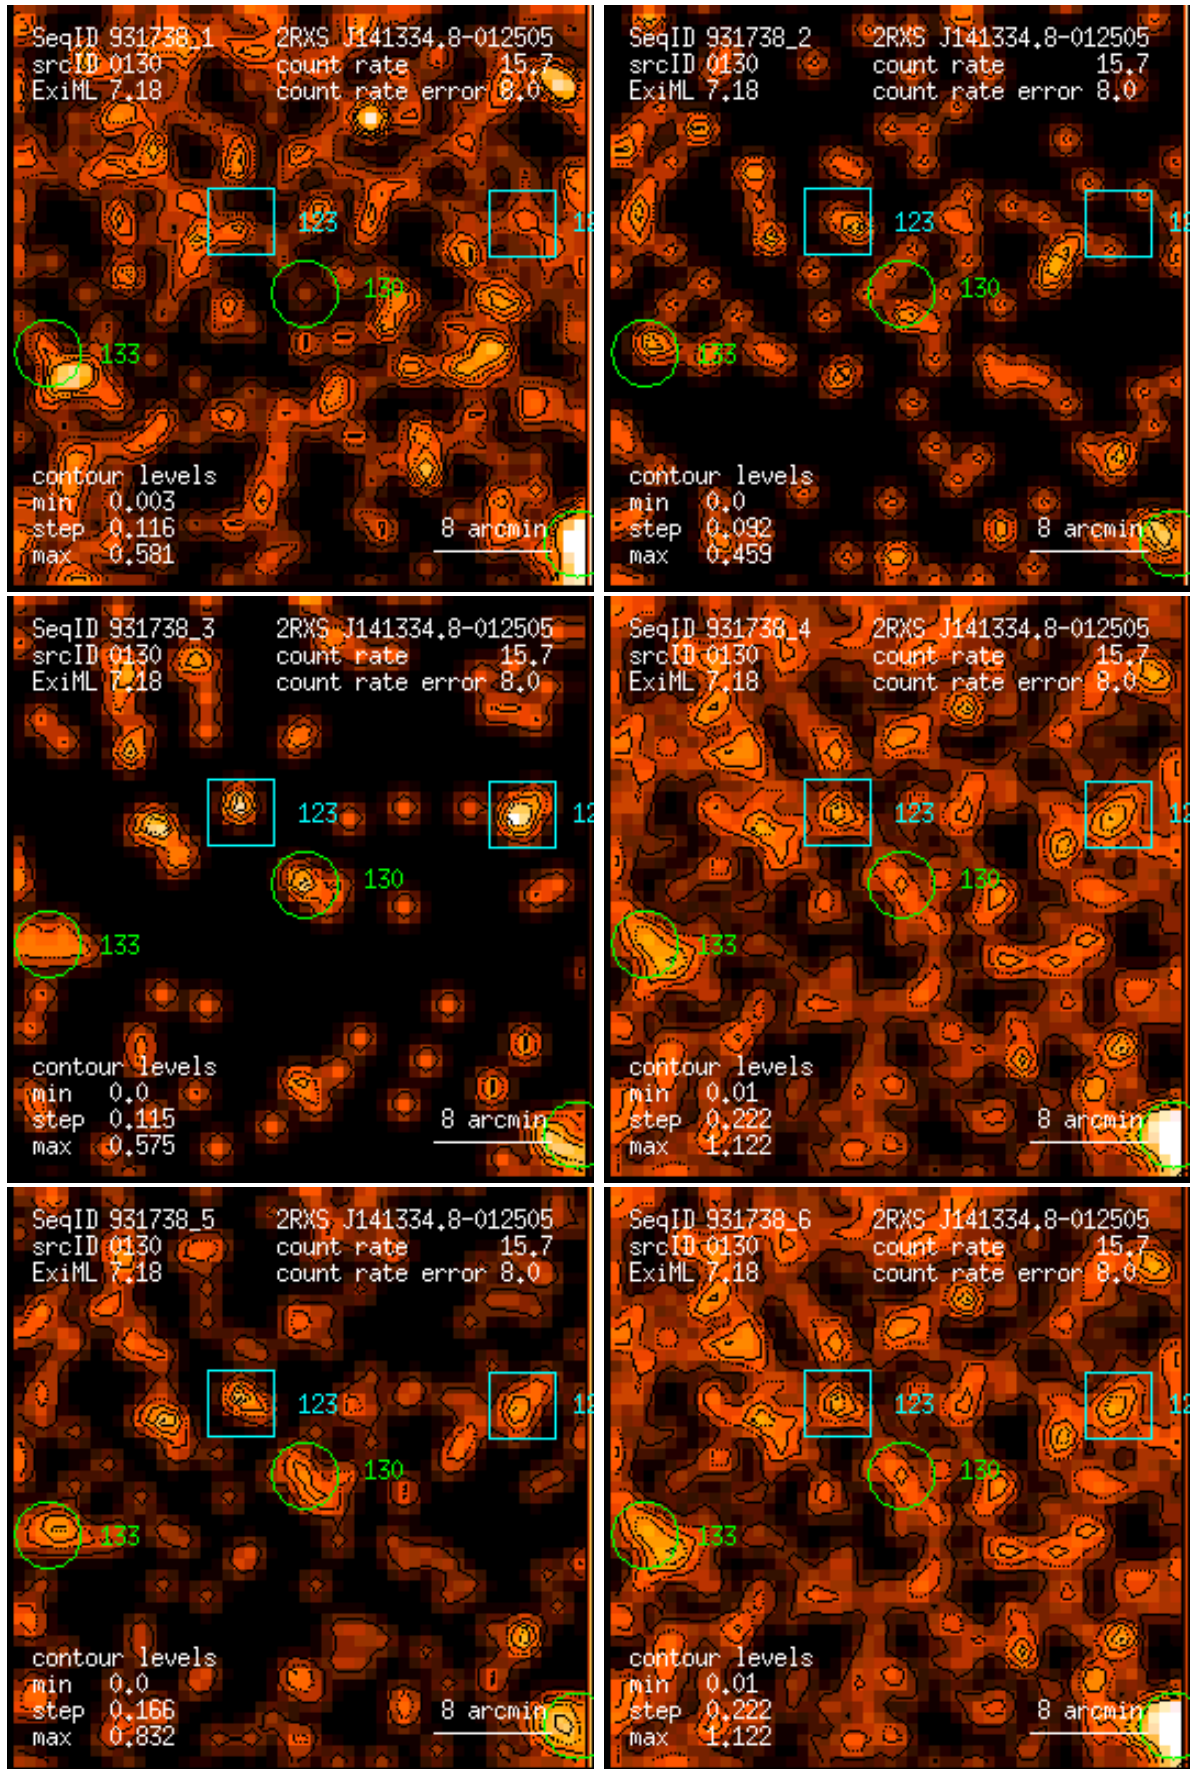 SeqID 931738_1 2RXS J141334.8-012505
srcID 0130 count rate 15.7
ExiML 7.18 count rate error 8.0
123 12
130
133
contour levels
min 0.003
step 0.116 8 arcmin
max 0.581
SeqID 931738_2 2RXS J141334.8-012505
srcID 0130 count rate 15.7
ExiML 7.18 count rate error 8.0
123 12
130
133
contour levels
min 0.0
step 0.092 8 arcmin
max 0.459
SeqID 931738_3 2RXS J141334.8-012505
srcID 0130 count rate 15.7
ExiML 7.18 count rate error 8.0
123 12
130
133
contour levels
min 0.0
step 0.115 8 arcmin
max 0.575
SeqID 931738_4 2RXS J141334.8-012505
srcID 0130 count rate 15.7
ExiML 7.18 count rate error 8.0
123 12
130
133
contour levels
min 0.01
step 0.222 8 arcmin
max 1.122
SeqID 931738_5 2RXS J141334.8-012505
srcID 0130 count rate 15.7
ExiML 7.18 count rate error 8.0
123 12
130
133
contour levels
min 0.0
step 0.166 8 arcmin
max 0.832
SeqID 931738_6 2RXS J141334.8-012505
srcID 0130 count rate 15.7
ExiML 7.18 count rate error 8.0
123 12
130
133
contour levels
min 0.01
step 0.222 8 arcmin
max 1.122